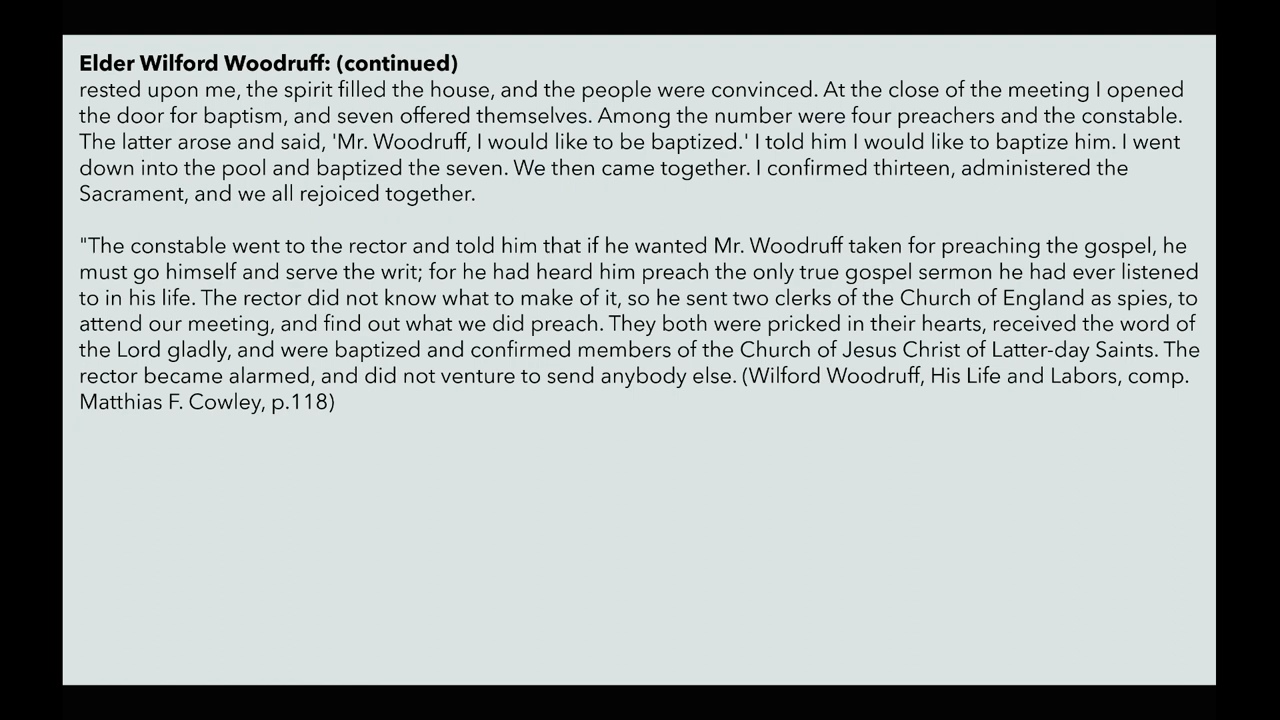 Elder Wilford Woodruff: (continued)
rested upon me, the spirit filled the house, and the people were convinced. At the close of the meeting I opened
the door for baptism, and seven offered themselves. Among the number were four preachers and the constable.
The latter arose and said, 'Mr. Woodruff, I would like to be baptized.' I told him I would like to baptize him. I went
down into the pool and baptized the seven. We then came together. I confirmed thirteen, administered the
Sacrament, and we all rejoiced together.
"The constable went to the rector and told him that if he wanted Mr. Woodruff taken for preaching the gospel, he
must go himself and serve the writ; for he had heard him preach the only true gospel sermon he had ever listened
to in his life. The rector did not know what to make of it, so he sent two clerks of the Church of England as spies, to
attend our meeting, and find out what we did preach. They both were pricked in their hearts, received the word of
the Lord gladly, and were baptized and confirmed members of the Church of Jesus Christ of Latter-day Saints. The
rector became alarmed, and did not venture to send anybody else. (Wilford Woodruff, His Life and Labors, comp.
Matthias F. Cowley, p.118)